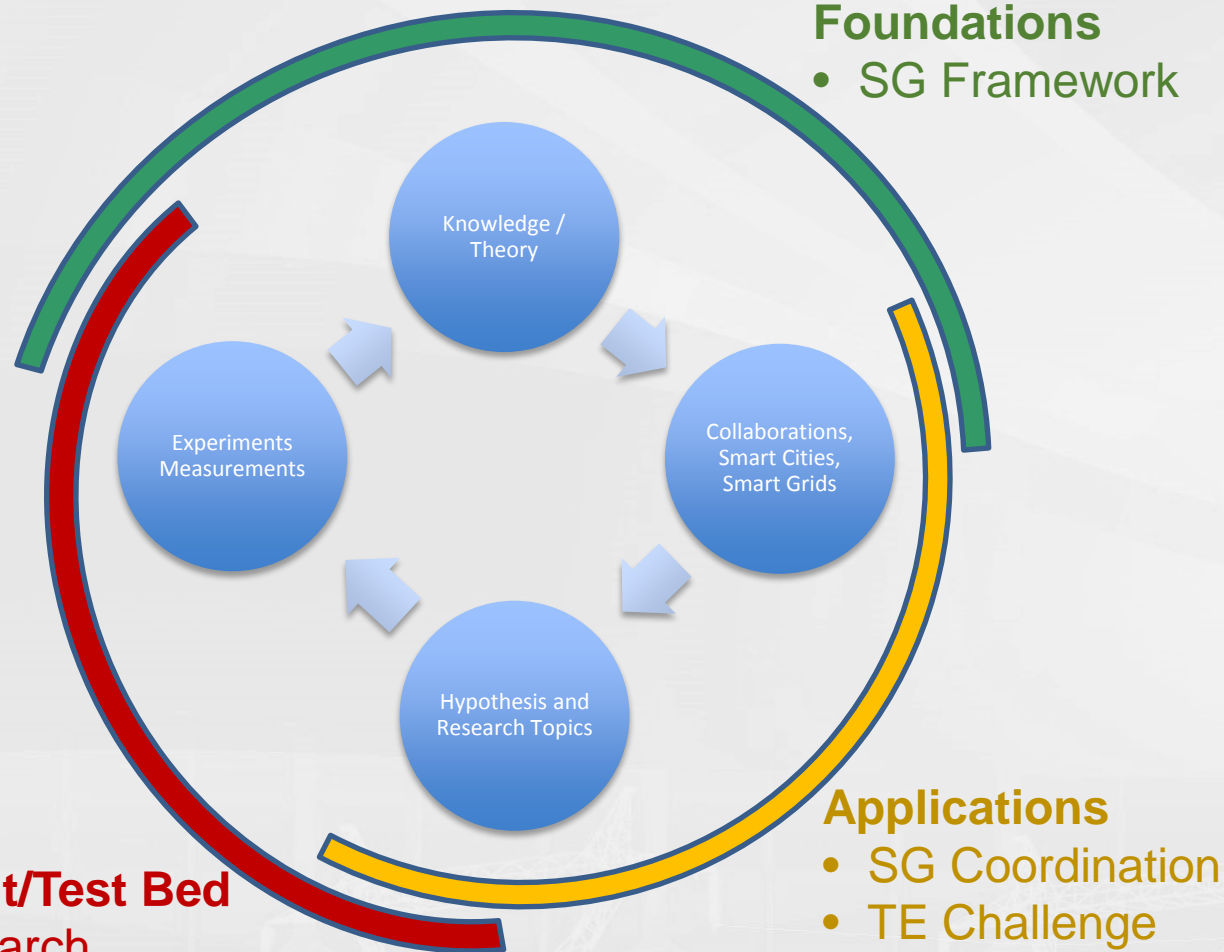 Foundations
• SG Framework
Knowledge /
Theory
Experiments
Measurements
Collaborations,
Smart Cities,
Smart Grids
Hypothesis and
Research Topics
Applications
• SG Coordination
• TE Challenge
t/Test Bed
arch